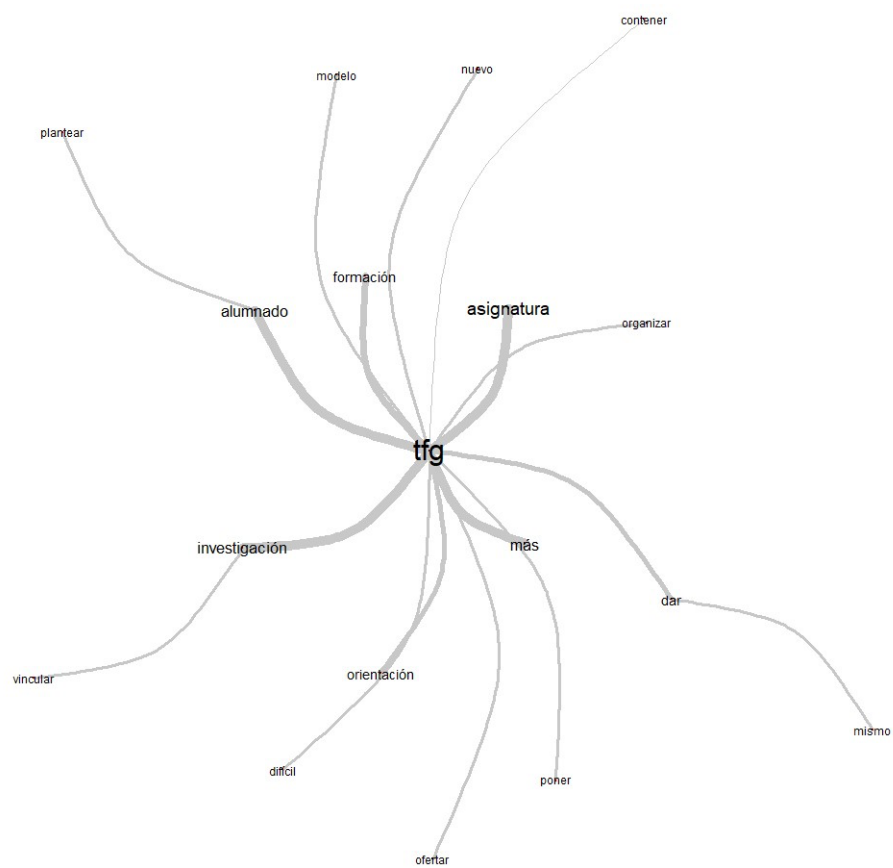 contener
nuevo
modelo
plantear
formación
alumnado
asignatura
organizar
tfg
investigación
más
dar
orientación
vincular
mismo
difícil
poner
ofertar